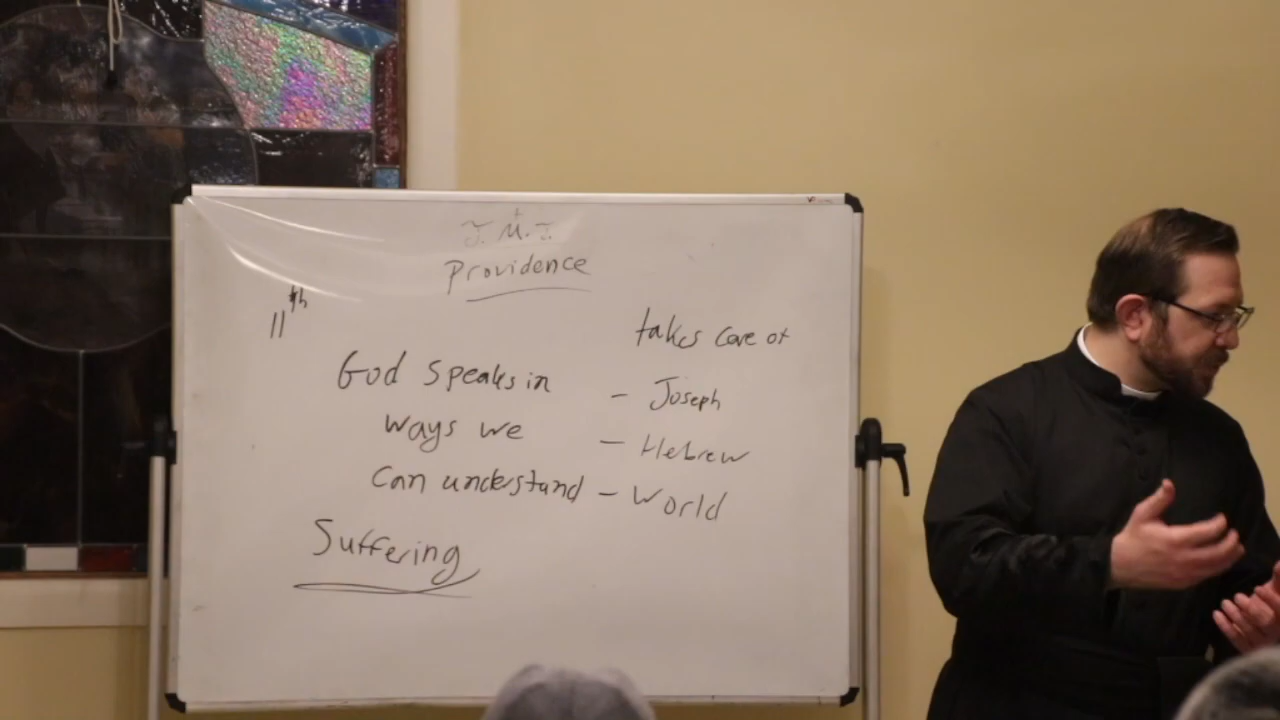 J. M. J.
Providence
11th
God speaks in
ways we
can understand
Suffering
takes care of
- Joseph
- Hebrew
- World